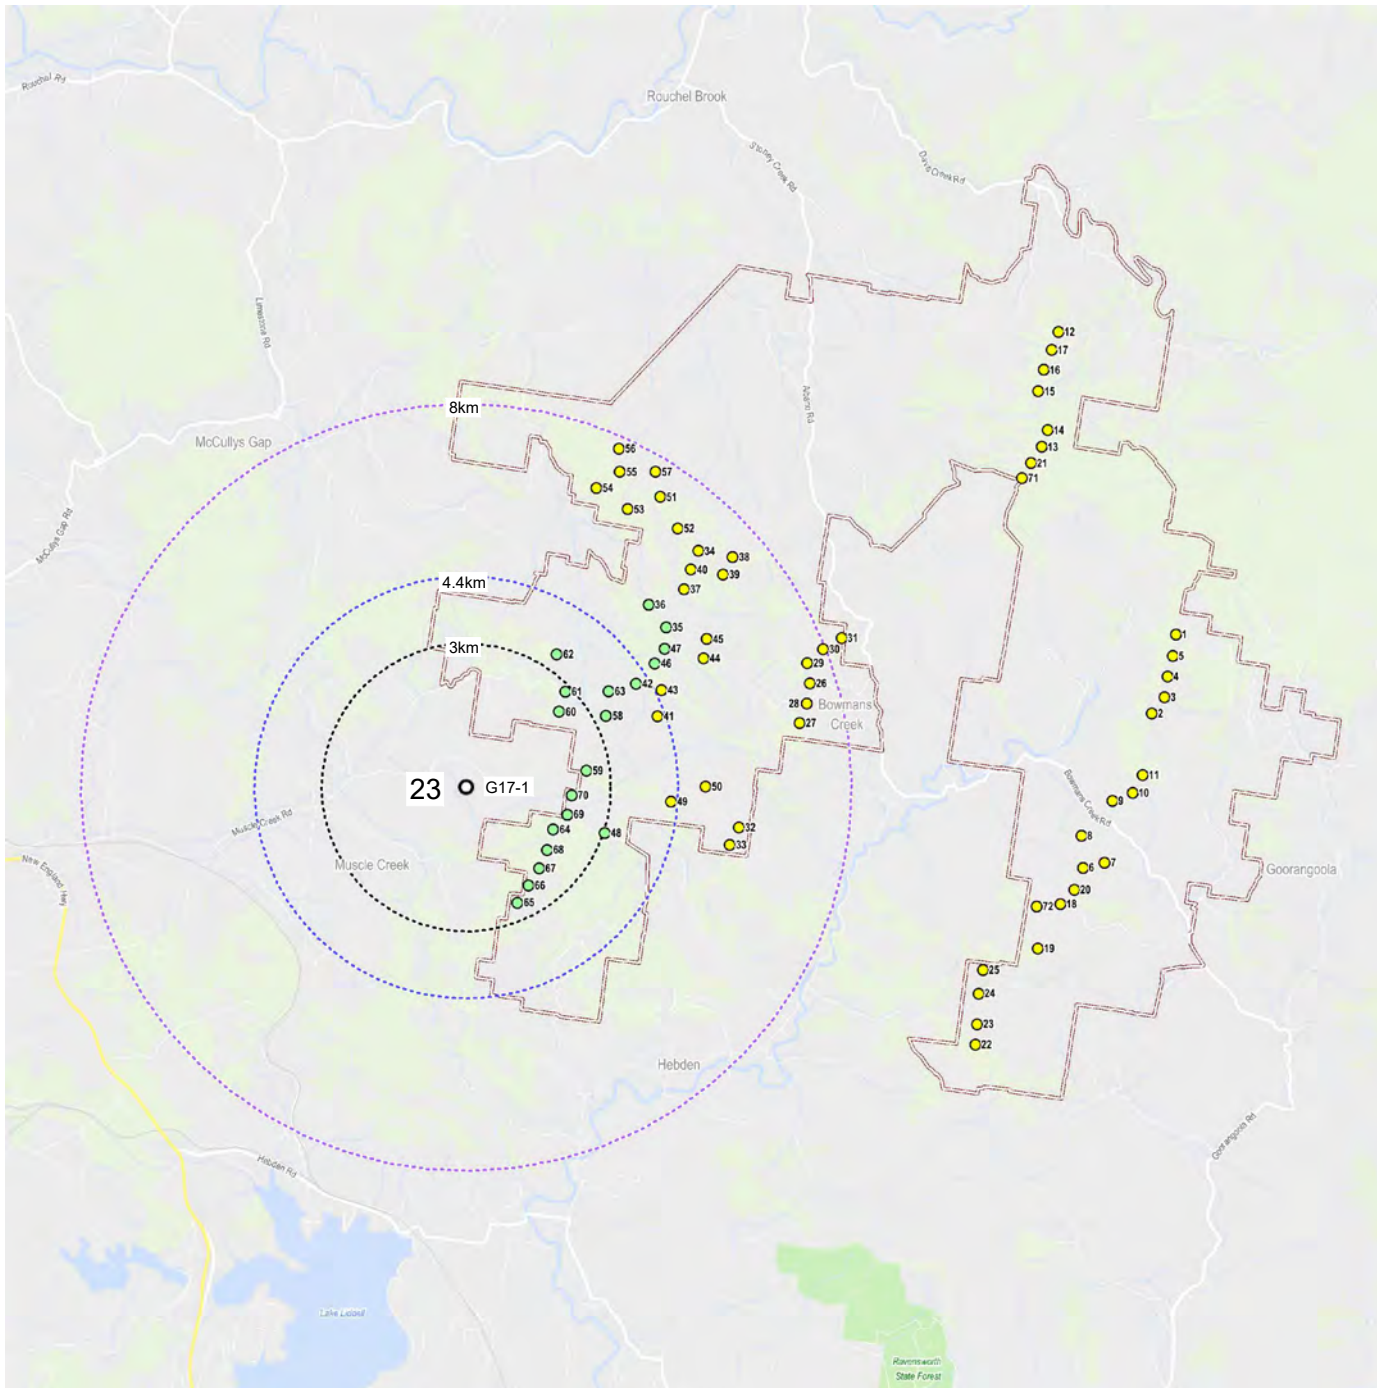 Rouchel Rd
Rouchel Brook
Stoney Creek Rd
Davis Creek Rd
Limestone Rd
12
17
16
15
Albano Rd
8km
14
McCullys Gap
13
56
21
55
57
71
54
51
53
McCullys Gap Rd
52
34
38
40
39
4.4km
37
36
35
1
45
31
3km
47
30
62
5
44
46
29
4
42
26
61
63
43
3
28
Bowmans
Creek
60
58
41
2
27
59
11
23
G17-1
50
70
10
49
9
Bowmans Creek Rd
69
Muscle Creek Rd
32
64
48
8
33
68
Muscle Creek
7
67
6
Goorangoola
New England Hwy
66
20
65
18
72
19
25
24
23
22
Hebden
Goorangoola Rd
Hebden Rd
Lake Liddell
Ravensworth
State Forest